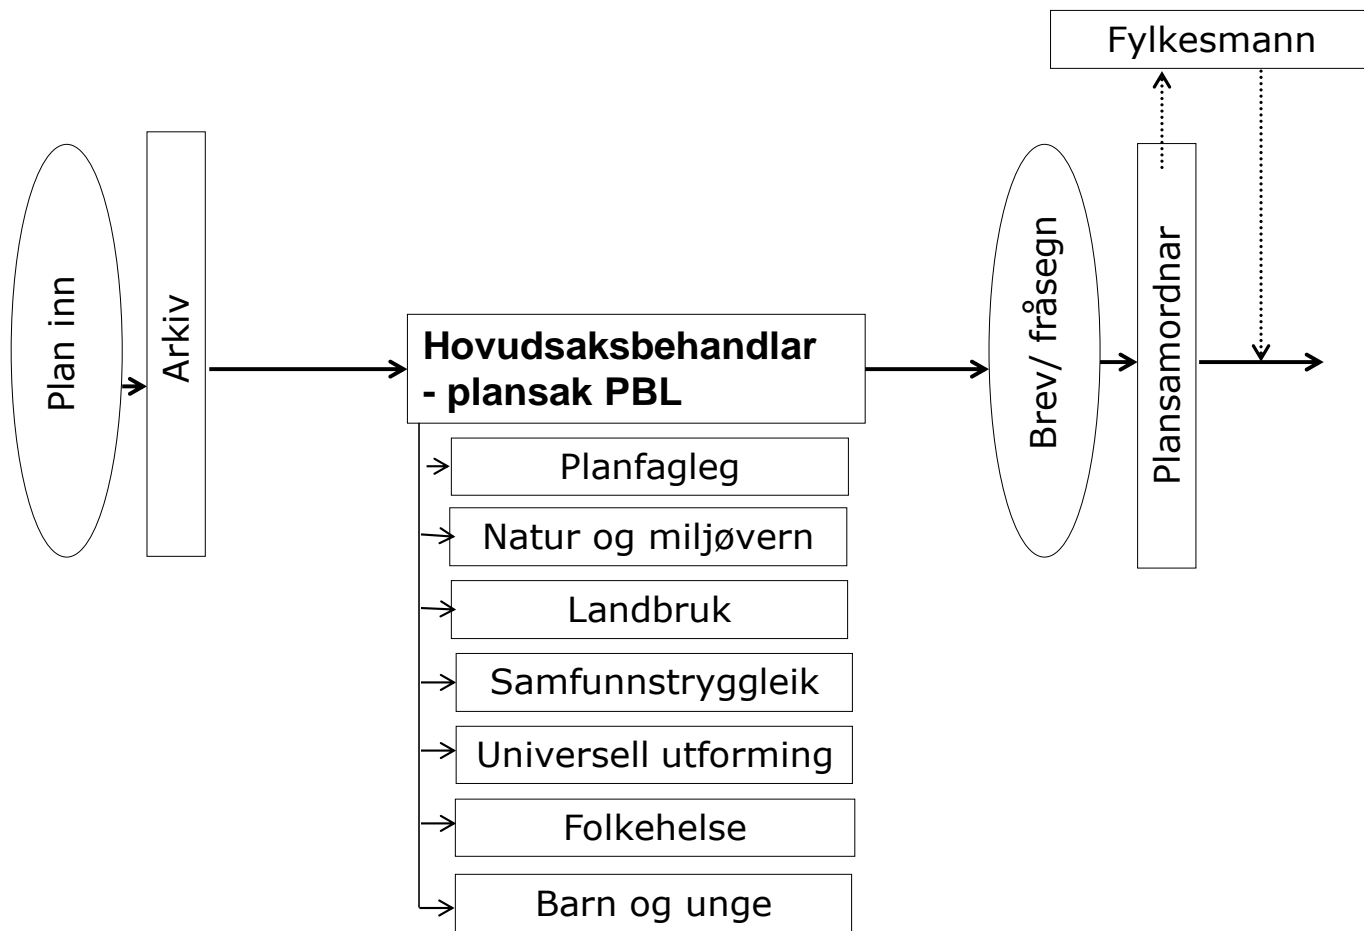 Fylkesmann
Plan inn
Arkiv
Hovudsaksbehandlar
- plansak PBL
Brev/ fråsegn
Plansamordnar
Planfagleg
Natur og miljøvern
Landbruk
Samfunnstryggleik
Universell utforming
Folkehelse
Barn og unge